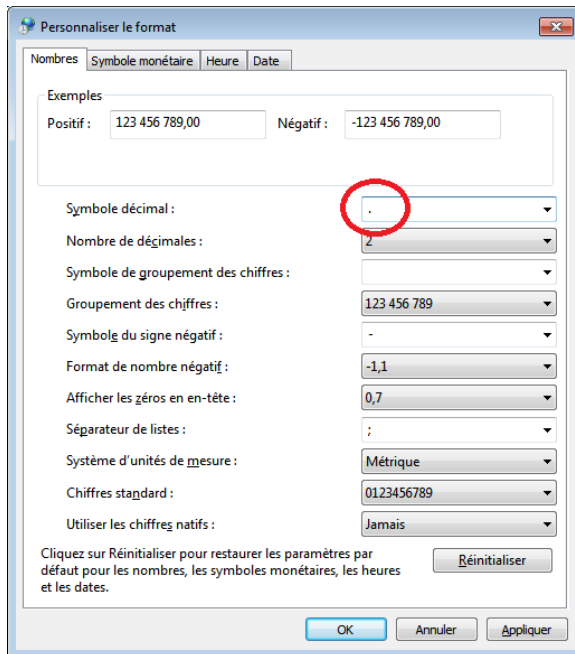 Personnaliser le format
Nombres Symbole monétaire Heure Date
Exemples
Positif : 123 456 789,00 Négatif : -123 456 789,00
Symbole décimal : .
Nombre de décimales : 2
Symbole de groupement des chiffres :
Groupement des chiffres : 123 456 789
Symbole du signe négatif : -
Format de nombre négatif : -1,1
Afficher les zéros en en-tête : 0,7
Séparateur de listes : ;
Système d'unités de mesure : Métrique
Chiffres standard : 0123456789
Utiliser les chiffres natifs : Jamais
Cliquez sur Réinitialiser pour restaurer les paramètres par
défaut pour les nombres, les symboles monétaires, les heures
et les dates.
Réinitialiser
OK Annuler Appliquer